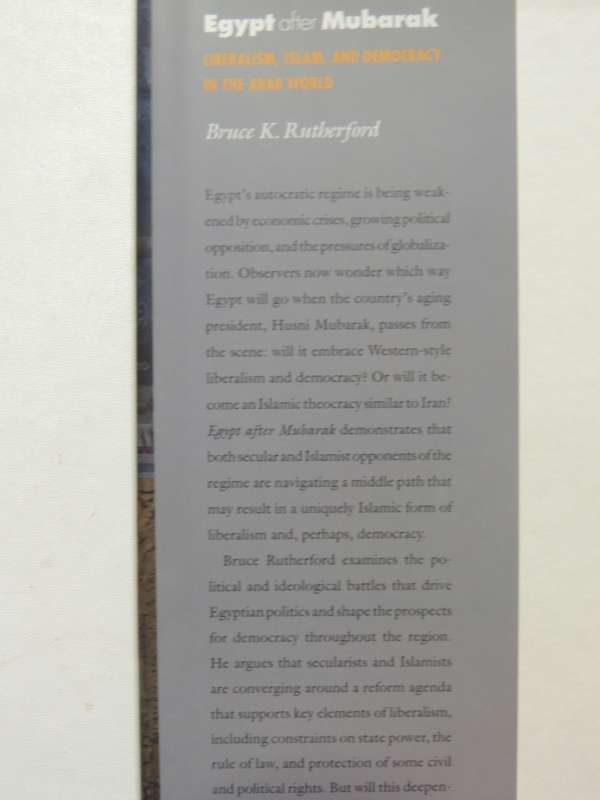 Egypt after Mubarak
LIBERALISM, ISLAM, AND DEMOCRACY
IN THE ARAB WORLD
Bruce K. Rutherford
Egypt's autocratic regime is being weak-
ened by economic crises, growing political
opposition, and the pressures of globaliza-
tion. Observers now wonder which way
Egypt will go when the country's aging
president, Husni Mubarak, passes from
the scene: will it embrace Western-style
liberalism and democracy? Or will it be-
come an Islamic theocracy similar to Iran?
Egypt after Mubarak demonstrates that
both secular and Islamist opponents of the
regime are navigating a middle path that
may result in a uniquely Islamic form of
liberalism and, perhaps, democracy.
Bruce Rutherford examines the po-
litical and ideological battles that drive
Egyptian politics and shape the prospects
for democracy throughout the region.
He argues that secularists and Islamists
are converging around a reform agenda
that supports key elements of liberalism,
including constraints on state power, the
rule of law, and protection of some civil
and political rights. But will this deepen-